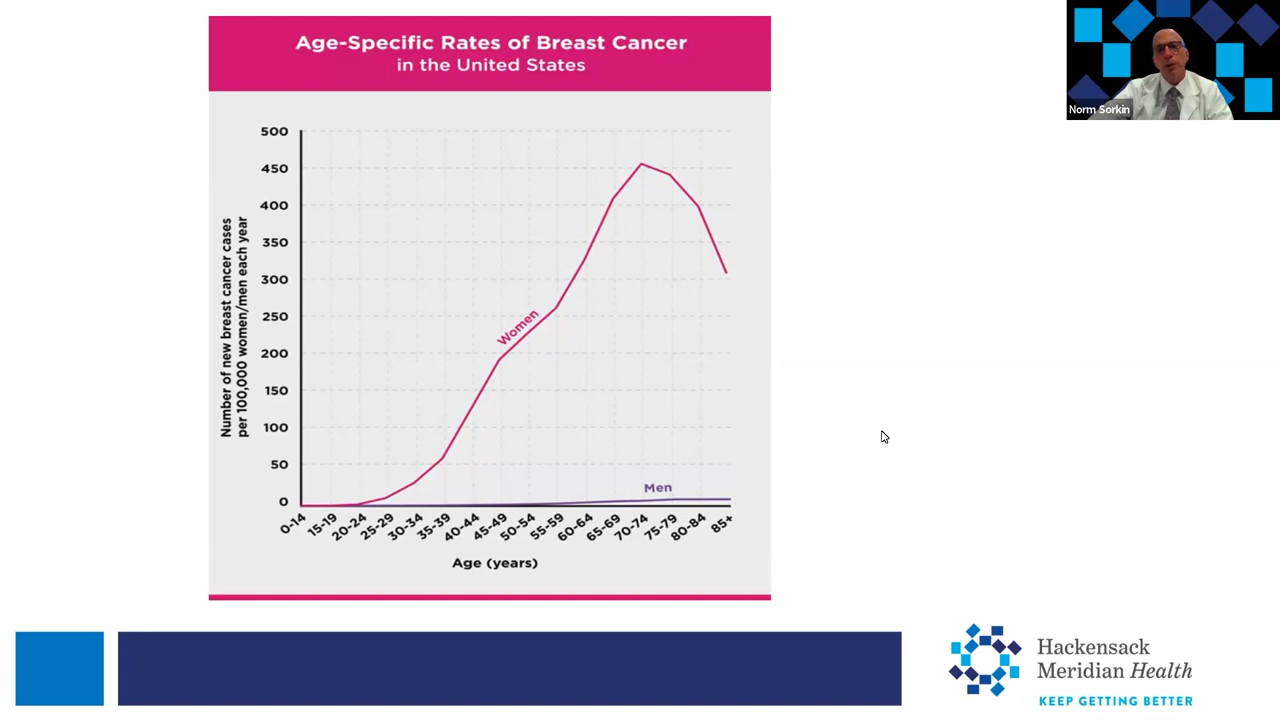 Age-Specific Rates of Breast Cancer
in the United States
Norm Sorkin
Number of new breast cancer cases
per 100,000 women/men each year
500
450
400
350
300
250
200
150
100
50
0
Women
Men
0-14
15-19
20-24
25-29
30-34
35-39
40-44
45-49
50-54
55-59
60-64
65-69
70-74
75-79
80-84
85+
Age (years)
Hackensack
Meridian Health
KEEP GETTING BETTER